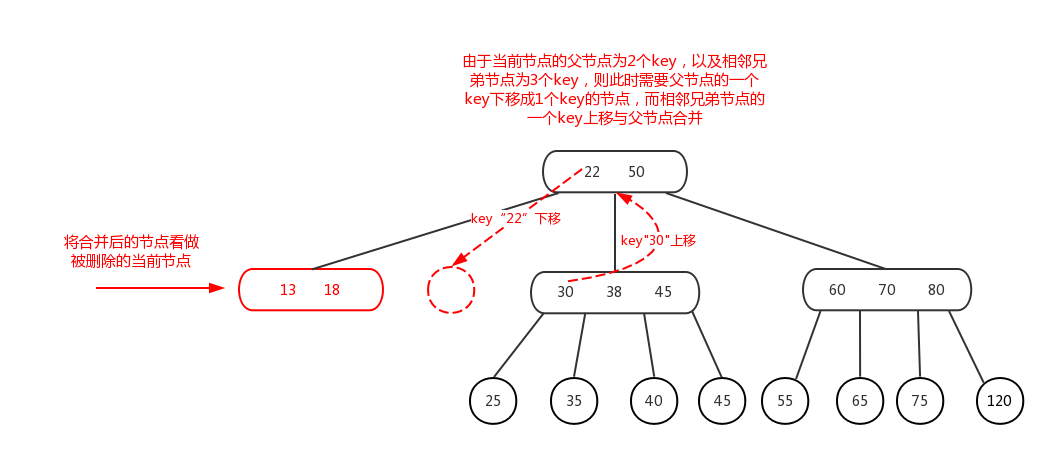 由于当前节点的父节点为2个key，以及相邻兄
弟节点为3个key，则此时需要父节点的一个
key下移成1个key的节点，而相邻兄弟节点的
一个key上移与父节点合并
22 50
key“22”下移
将合并后的节点看做
被删除的当前节点
key"30"上移
13 18
30 38 45
60 70 80
25 35 40 45 55 65 75 120